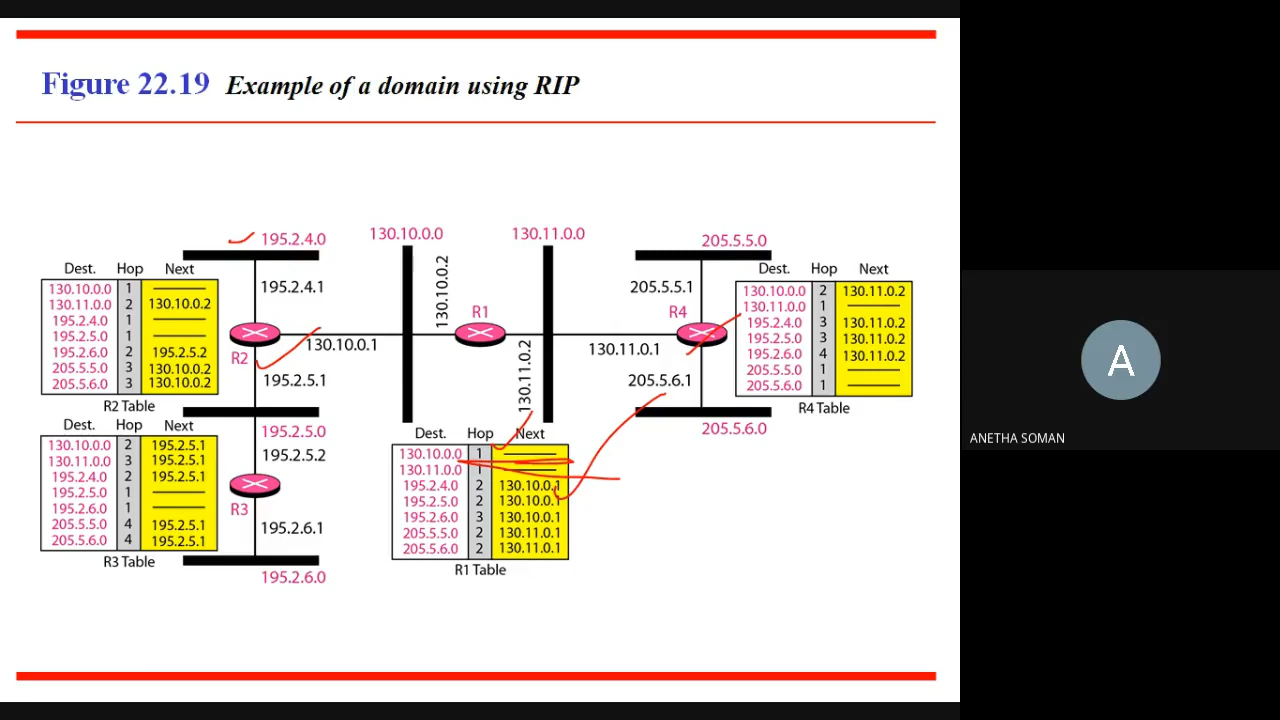 Figure 22.19 Example of a domain using RIP
195.2.4.0
130.10.0.0
130.11.0.0
205.5.5.0
Dest. Hop Next
130.10.0.0 1
130.11.0.0 2 130.10.0.2
195.2.4.0 1
195.2.5.0 1
195.2.6.0 2 195.2.5.2
205.5.5.0 3 130.10.0.2
205.5.6.0 3 130.10.0.2
R2 Table
195.2.4.1
R2
130.10.0.1
195.2.5.1
195.2.5.0
130.10.0.2
R1
130.11.0.2
205.5.5.1
R4
130.11.0.1
205.5.6.1
205.5.6.0
Dest. Hop Next
130.10.0.0 2 130.11.0.2
130.11.0.0 1
195.2.4.0 3 130.11.0.2
195.2.5.0 3 130.11.0.2
195.2.6.0 4 130.11.0.2
205.5.5.0 1
205.5.6.0 1
R4 Table
Dest. Hop Next
130.10.0.0 2 195.2.5.1
130.11.0.0 3 195.2.5.1
195.2.4.0 2 195.2.5.1
195.2.5.0 1
195.2.6.0 1
205.5.5.0 4 195.2.5.1
205.5.6.0 4 195.2.5.1
R3 Table
195.2.5.2
R3
195.2.6.1
195.2.6.0
Dest. Hop Next
130.10.0.0 1
130.11.0.0 1
195.2.4.0 2 130.10.0.1
195.2.5.0 2 130.10.0.1
195.2.6.0 3 130.10.0.1
205.5.5.0 2 130.11.0.1
205.5.6.0 2 130.11.0.1
R1 Table
A
ANETHA SOMAN